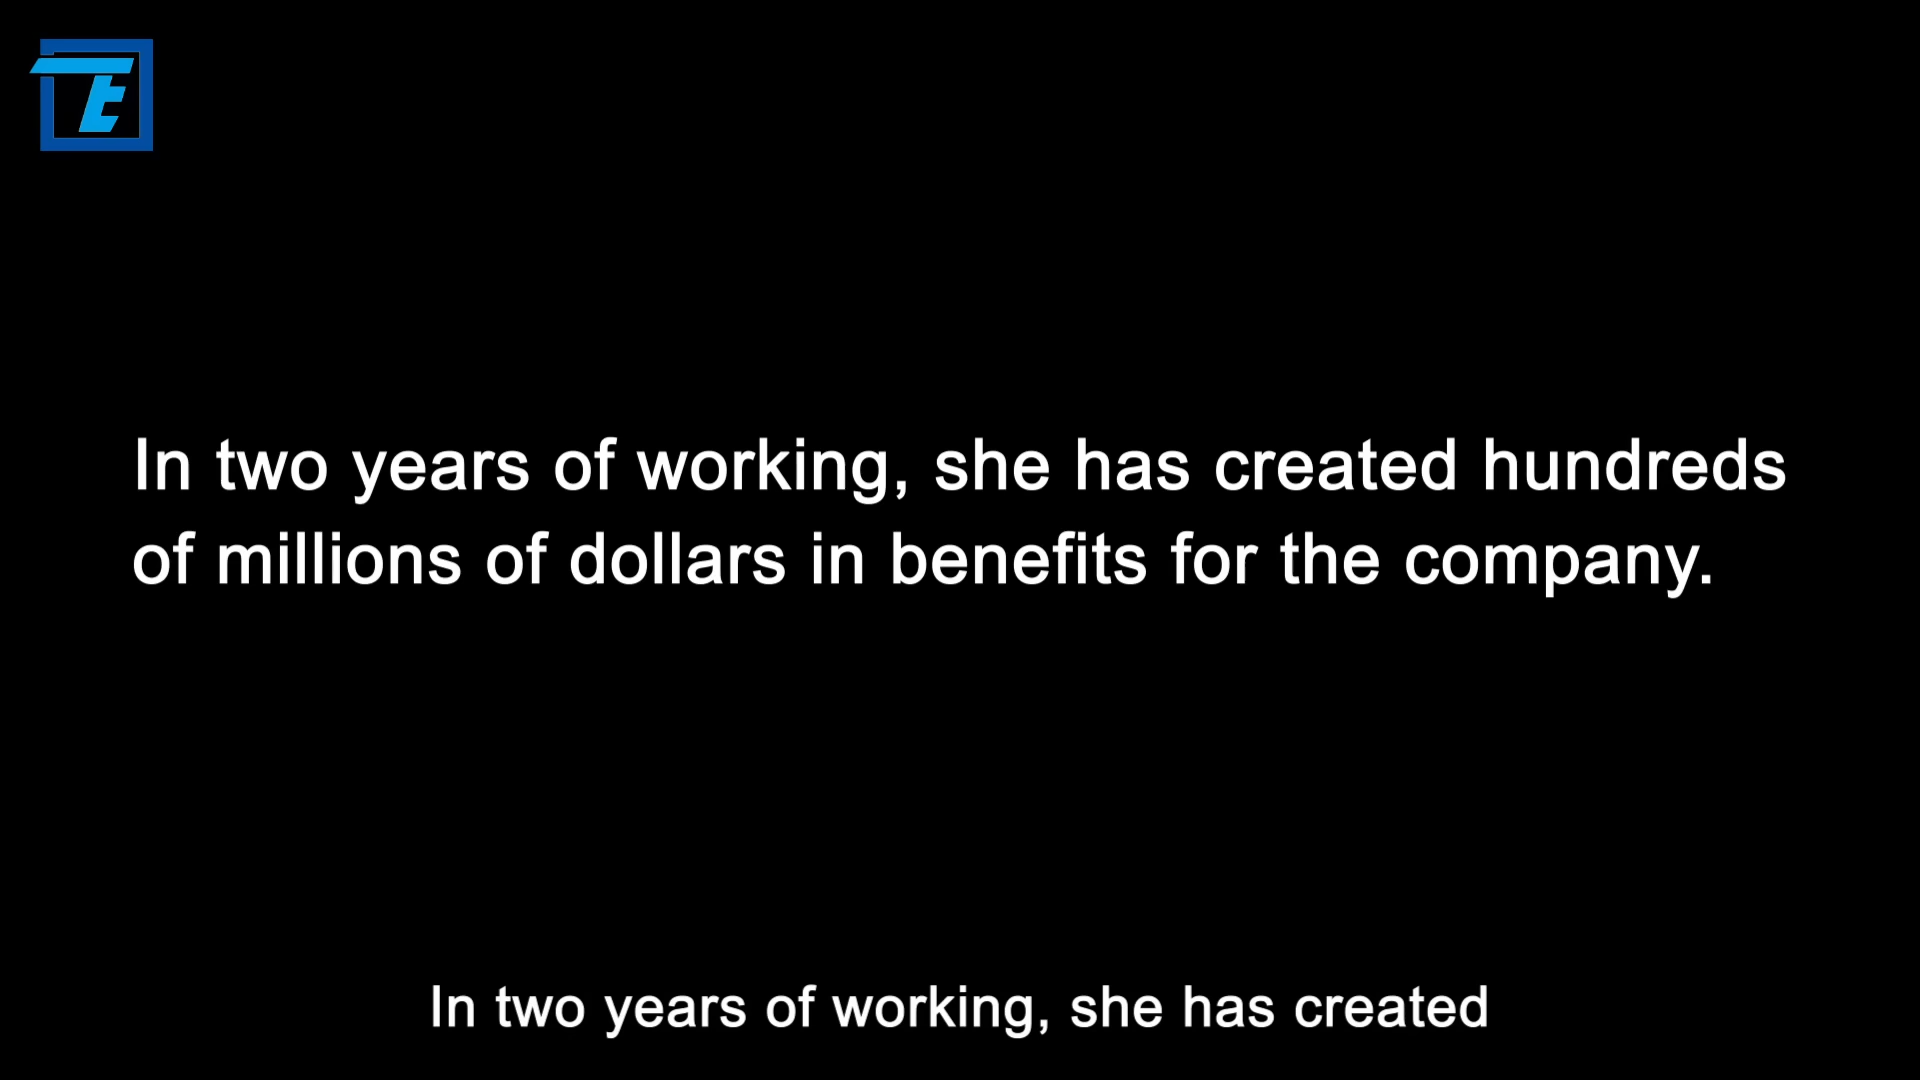 TE
In two years of working, she has created hundreds
of millions of dollars in benefits for the company.
In two years of working, she has created